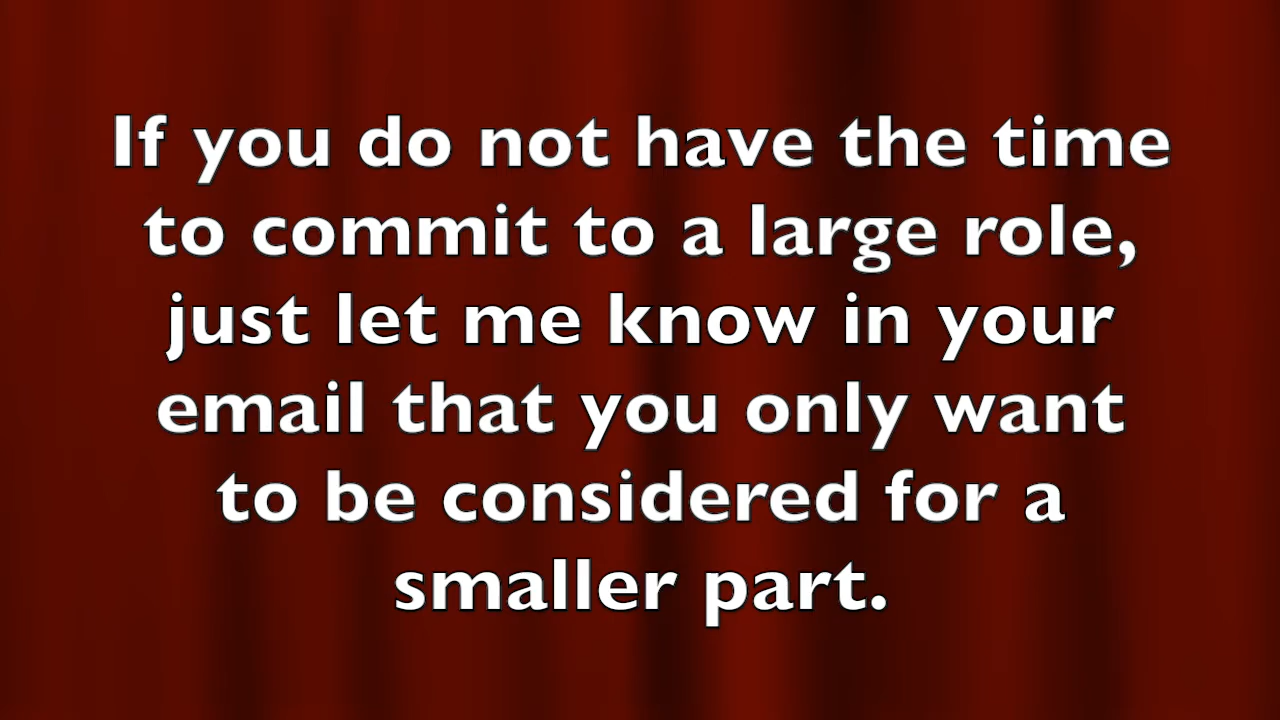 If you do not have the time
to commit to a large role,
just let me know in your
email that you only want
to be considered for a
smaller part.